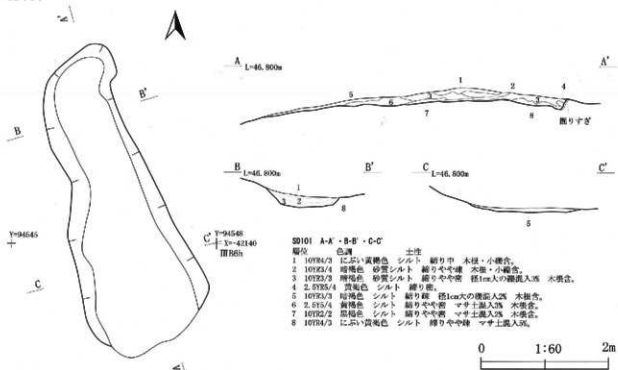 A L=46.800m A'
1
5 6 3 2 4
7 8 3
掘りすぎ
B B'
B L=46.800m B'
1
3 2 8
C L=46.800m C'
5
Y=94545
C C'
Y=94548
X=-42140
ⅢR6h
SD101 A-A'・B-B'・C-C'
層位 色調 土性
1 10YR4/3 にぶい黄褐色 シルト 締り中 木根・小礫含。
2 10YR3/4 暗褐色 砂質シルト 締りやや疎 木根・小礫含。
3 10YR3/3 暗褐色 砂質シルト 締りやや密 径1cm大の礫混入3% 木根含。
4 2.5YR5/4 黄褐色 シルト 締り密。
5 10YR3/3 暗褐色 シルト 締り疎 径1cm大の礫混入2% 木根含。
6 2.5Y5/4 黄褐色 シルト 締りやや密 マサ土混入3% 木根含。
7 10YR2/2 黒褐色 シルト 締りやや密 マサ土混入2% 木根含。
8 10YR4/3 にぶい黄褐色 シルト 締りやや疎 マサ土混入5%。
0 1:60 2m